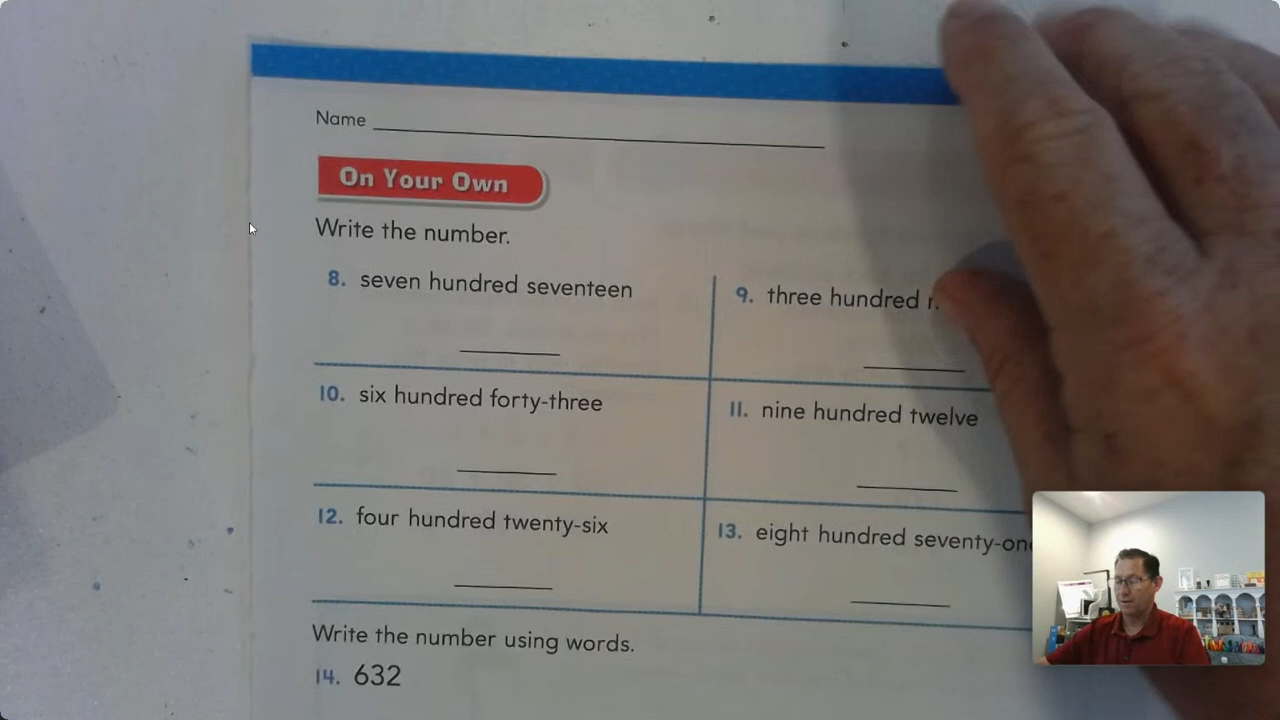 Name
On Your Own
Write the number.
8. seven hundred seventeen
9. three hundred
10. six hundred forty-three
11. nine hundred twelve
12. four hundred twenty-six
13. eight hundred seventy-one
Write the number using words.
14. 632